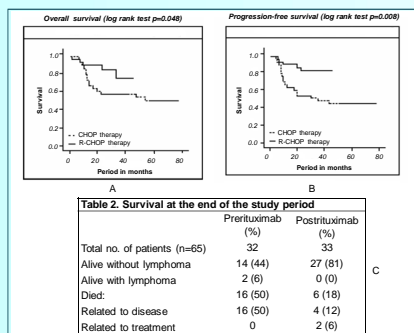 Overall survival (log rank test p=0.048)
Progression-free survival (log rank test p=0.008)
Survival
1.0
0.8
0.6
0.4
0.2
0.0
CHOP therapy
R-CHOP therapy
0 20 40 60 80
Period in months
A
Survival
1.0
0.8
0.6
0.4
0.2
0.0
CHOP therapy
R-CHOP therapy
0 20 40 60 80
Period in months
B
Table 2. Survival at the end of the study period
Prerituximab Postrituximab
(%) (%)
Total no. of patients (n=65) 32 33
Alive without lymphoma 14 (44) 27 (81)
Alive with lymphoma 2 (6) 0 (0)
Died: 16 (50) 6 (18)
Related to disease 16 (50) 4 (12)
Related to treatment 0 2 (6)
C